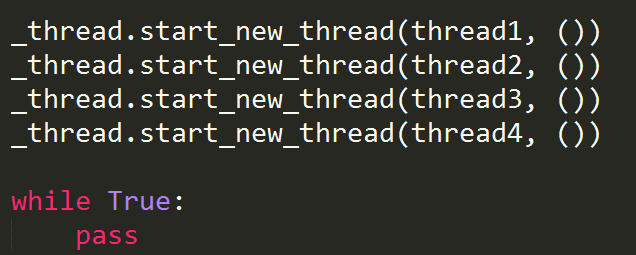 _thread.start_new_thread(thread1, ())
_thread.start_new_thread(thread2, ())
_thread.start_new_thread(thread3, ())
_thread.start_new_thread(thread4, ())

while True:
    pass